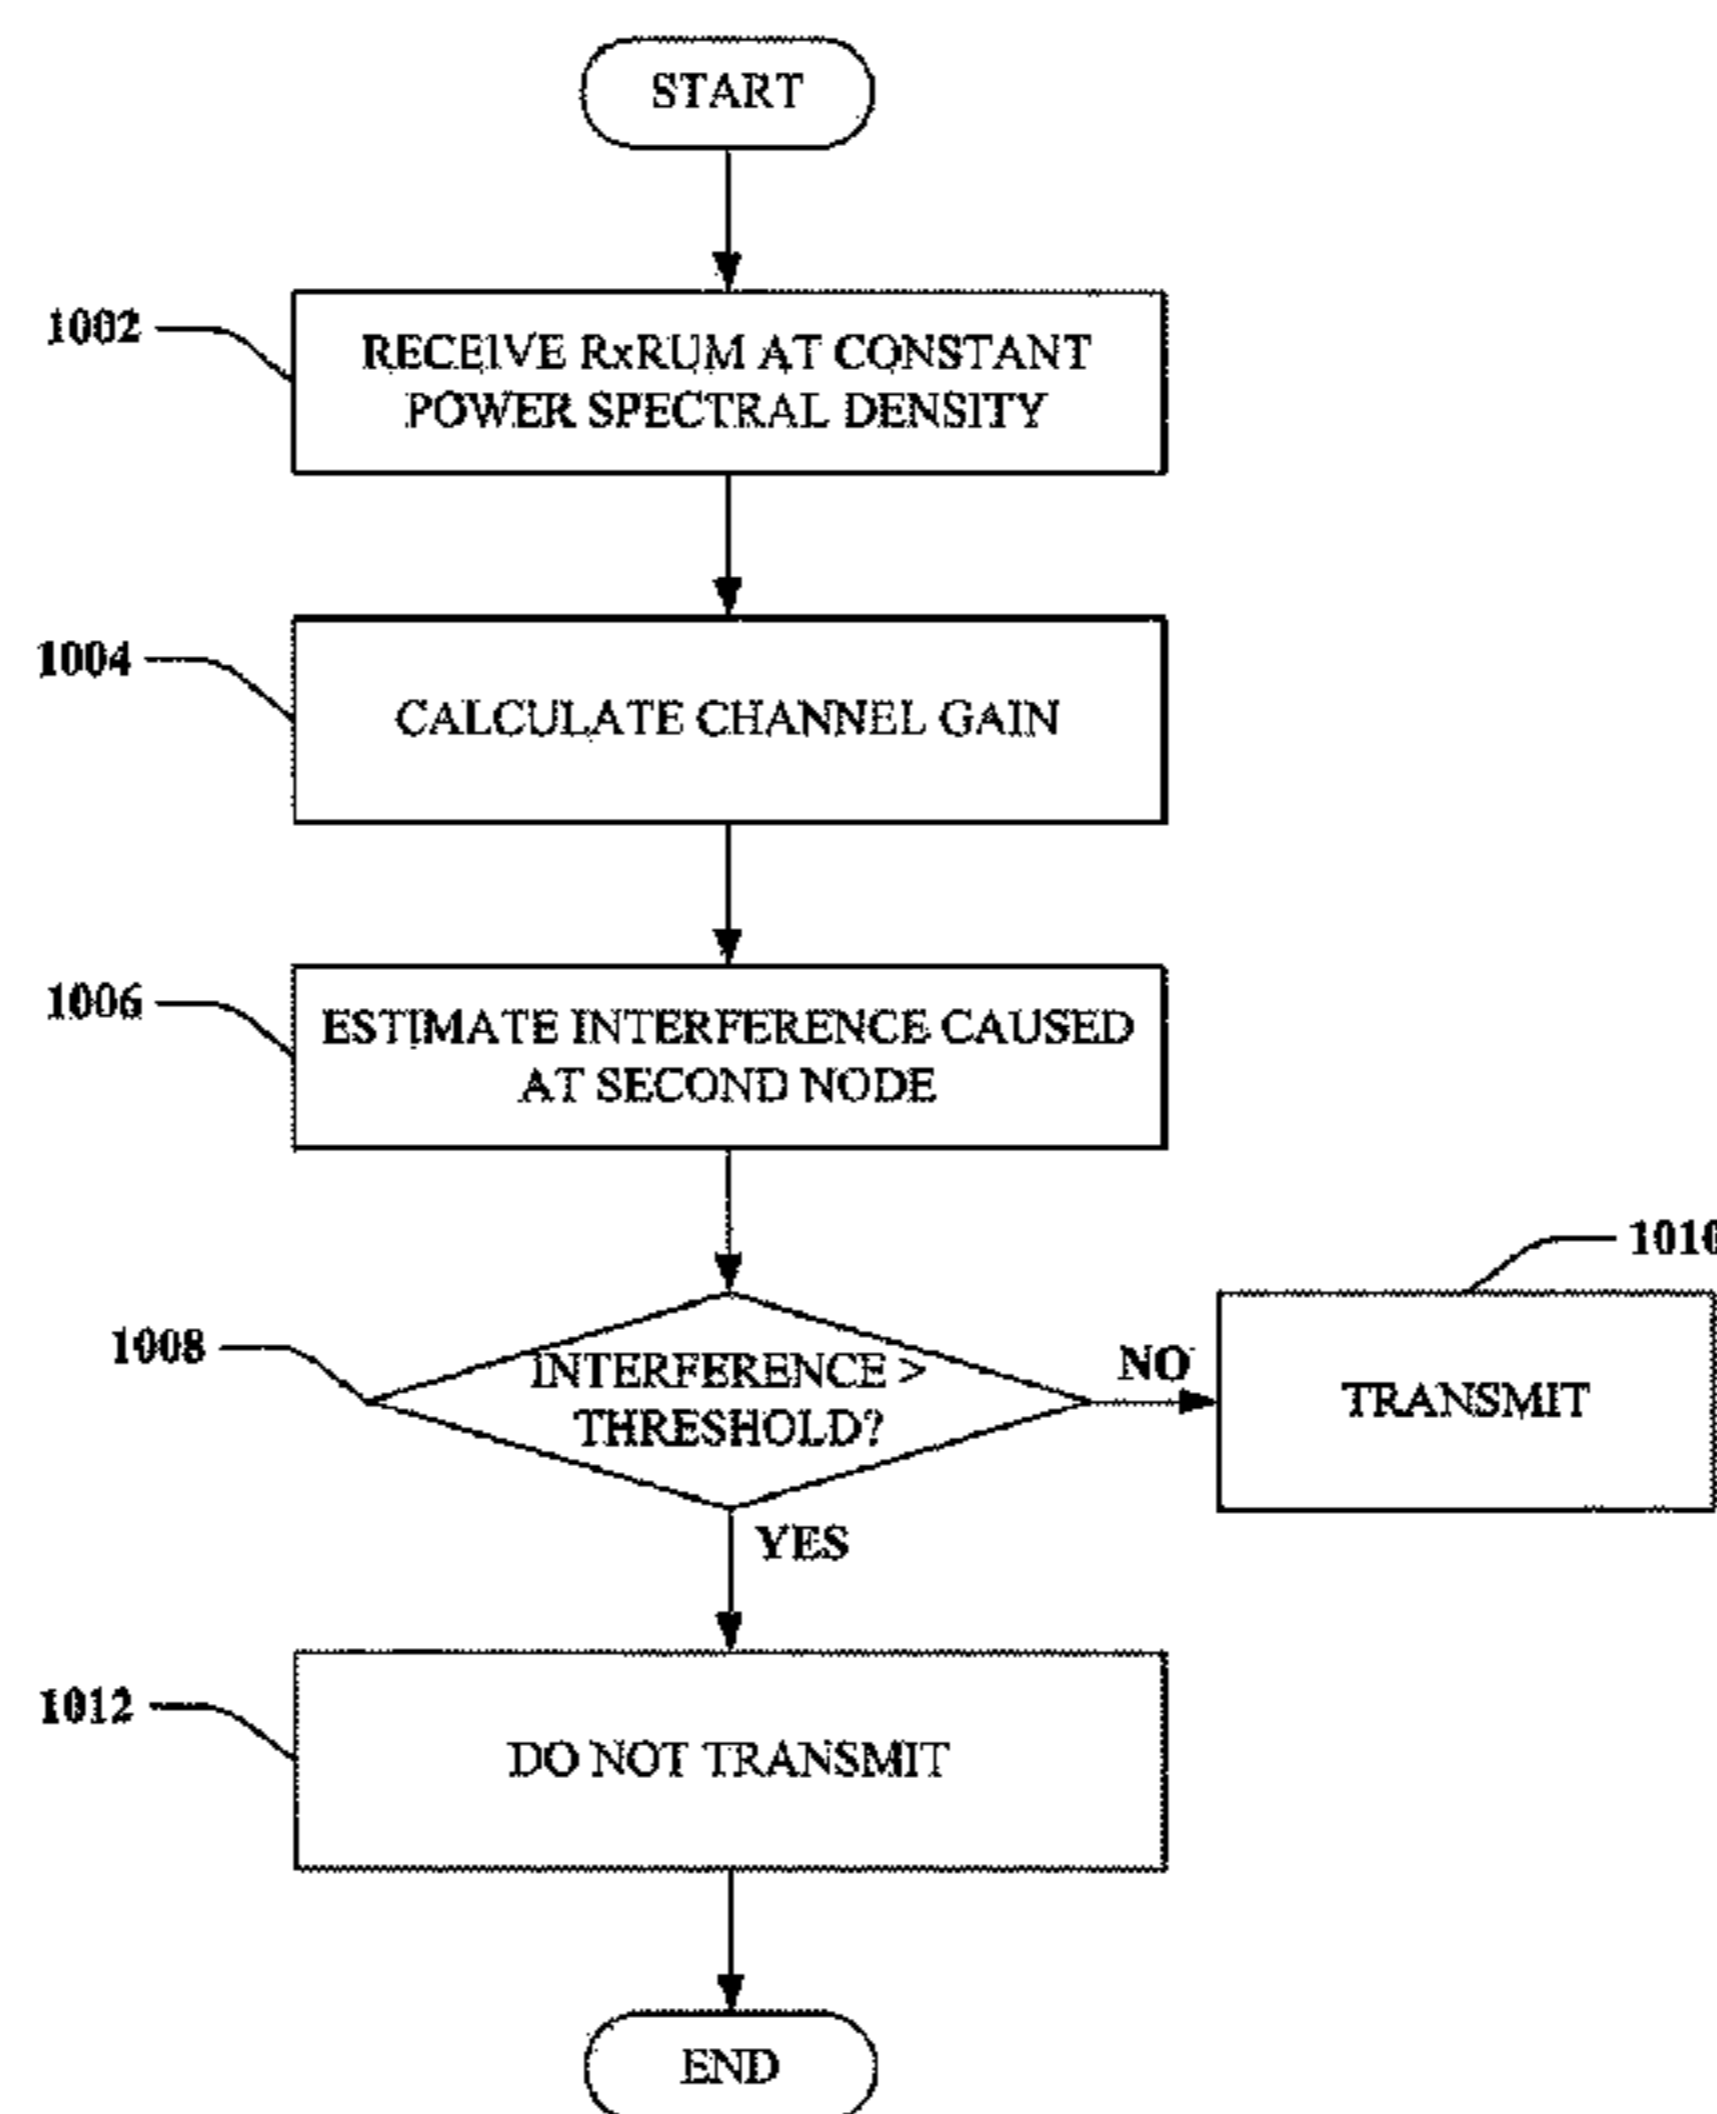 START
1002
RECEIVE RxRUM AT CONSTANT
POWER SPECTRAL DENSITY
1004
CALCULATE CHANNEL GAIN
1006
ESTIMATE INTERFERENCE CAUSED
AT SECOND NODE
1010
1008
INTERFERENCE >
THRESHOLD?
NO
TRANSMIT
YES
1012
DO NOT TRANSMIT
END